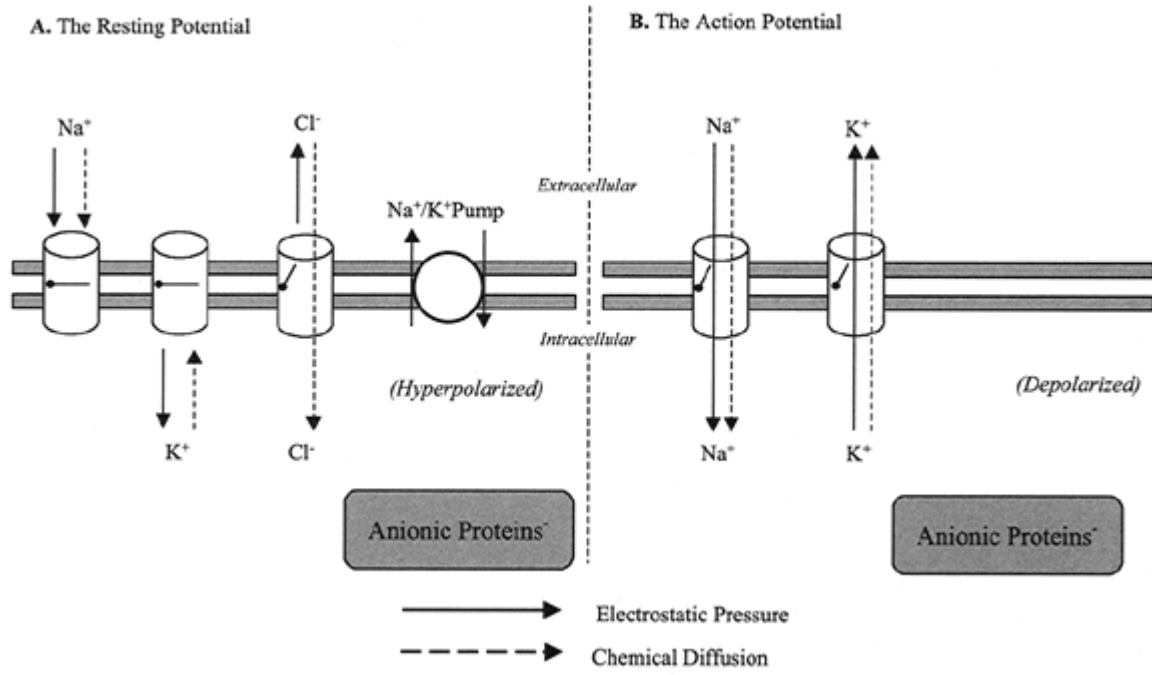 A. The Resting Potential
Na⁺
Cl⁻
Na⁺/K⁺Pump
K⁺
Cl⁻
(Hyperpolarized)
Anionic Proteins⁻
Extracellular
Intracellular
B. The Action Potential
Na⁺
K⁺
Na⁺
K⁺
(Depolarized)
Anionic Proteins⁻
Electrostatic Pressure
Chemical Diffusion